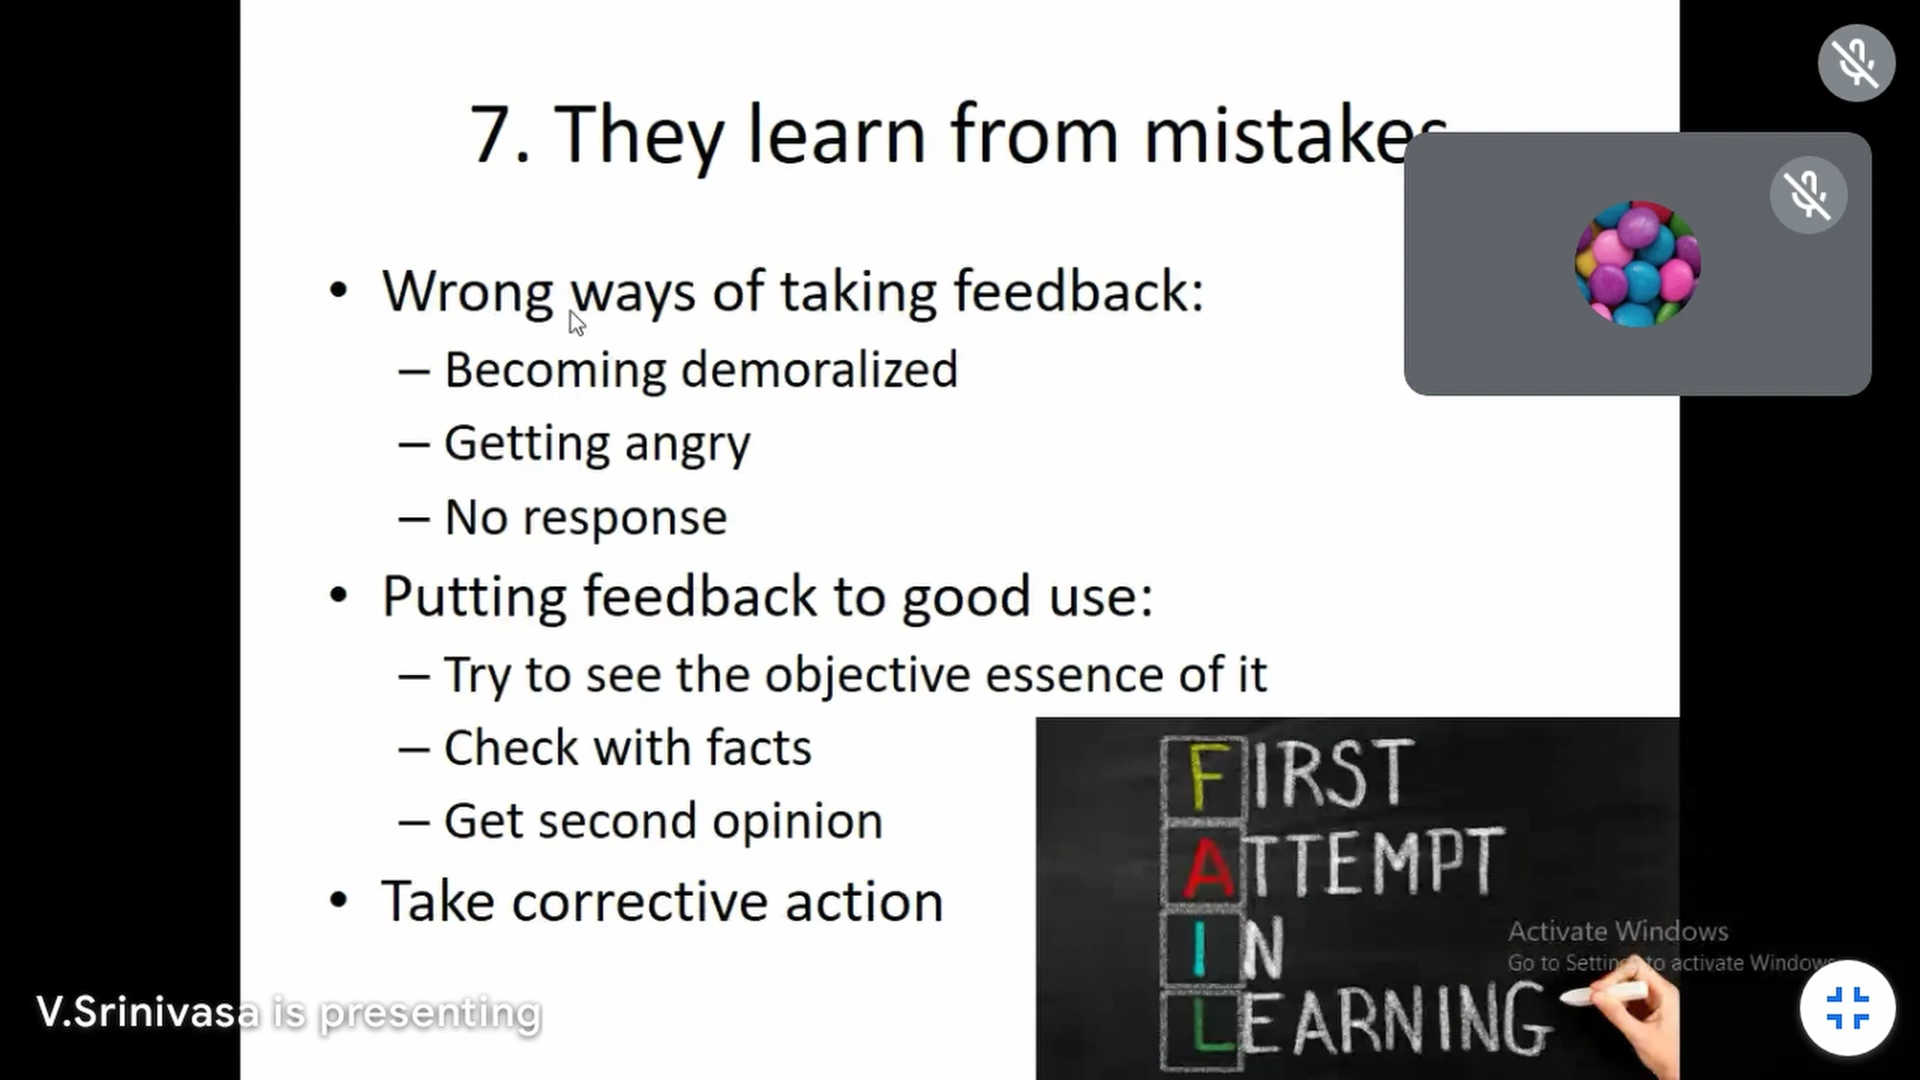 7. They learn from mistakes
• Wrong ways of taking feedback:
– Becoming demoralized
– Getting angry
– No response
• Putting feedback to good use:
– Try to see the objective essence of it
– Check with facts
– Get second opinion
• Take corrective action
FIRST
ATTEMPT
IN
LEARNING
Activate Windows
Go to Settings to activate Windows
V.Srinivasa is presenting